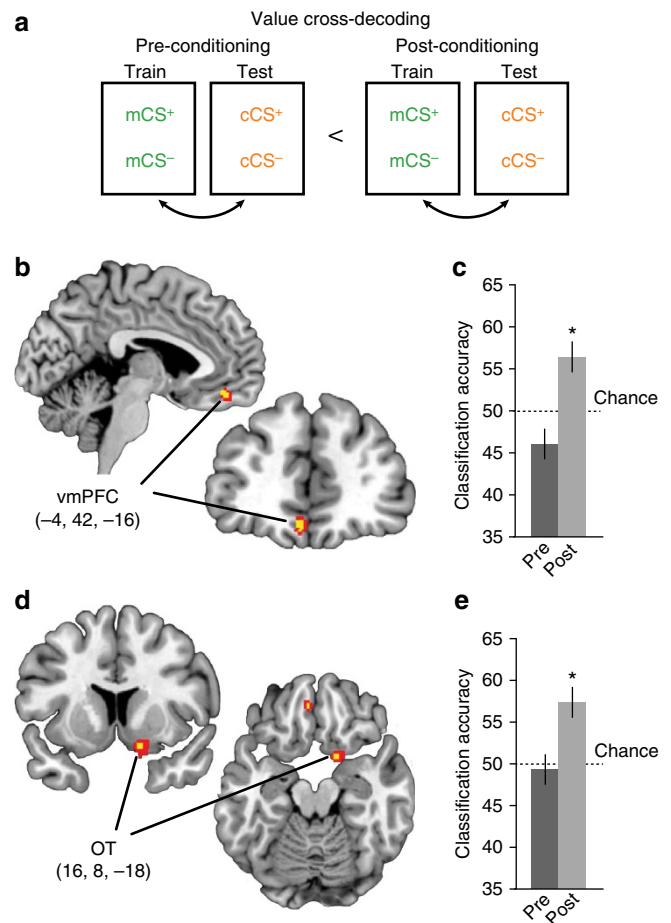 a
Value cross-decoding
Pre-conditioning
Post-conditioning
Train Test
Train Test
mCS⁺ cCS⁺ < mCS⁺ cCS⁺
mCS⁻ cCS⁻ mCS⁻ cCS⁻
b
vmPFC
(–4, 42, –16)
c
Classification accuracy
65
60
55
50
45
40
35
*
Chance
Pre
Post
d
OT
(16, 8, –18)
e
Classification accuracy
65
60
55
50
45
40
35
*
Chance
Pre
Post